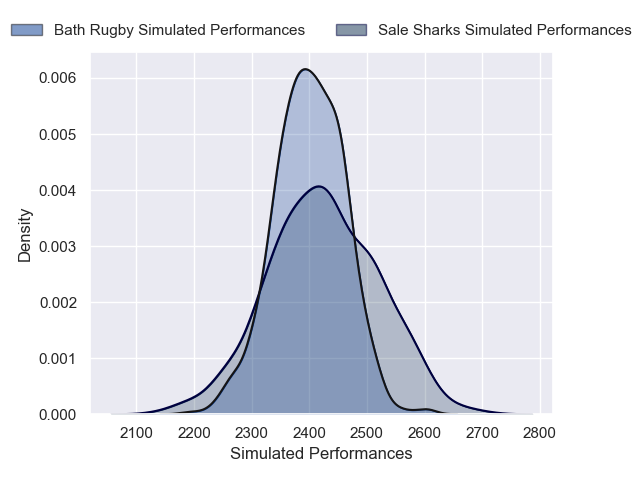 Bath Rugby Simulated Performances Sale Sharks Simulated Performances
0.006
0.005
0.004
0.003
0.002
0.001
0.000
Density
2100 2200 2300 2400 2500 2600 2700 2800
Simulated Performances